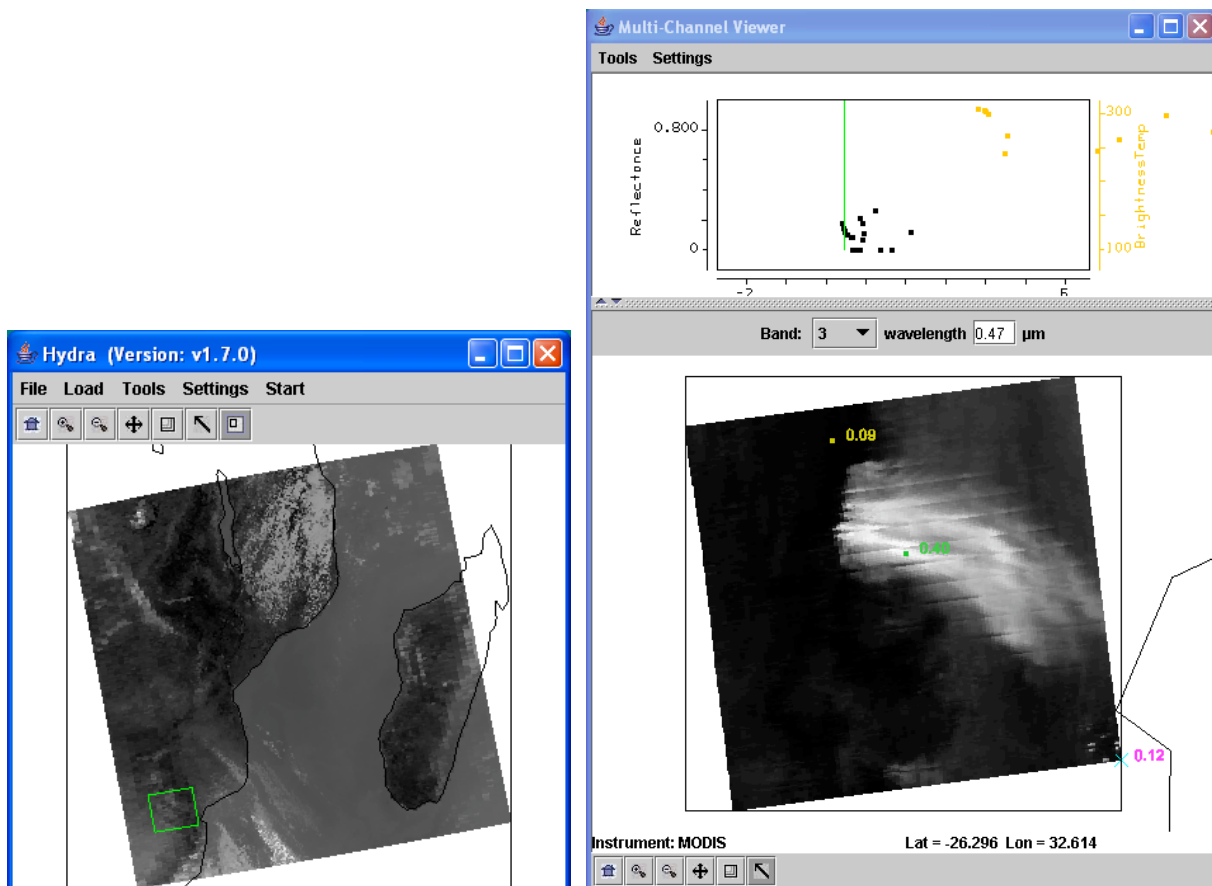 Multi-Channel Viewer
Tools Settings
0.800
0
Reflectance
300
100
BrightnessTemp
-2
6
Band: 3 wavelength 0.47 µm
0.09
0.40
0.12
Instrument: MODIS Lat = -26.296 Lon = 32.614
Hydra (Version: v1.7.0)
File Load Tools Settings Start